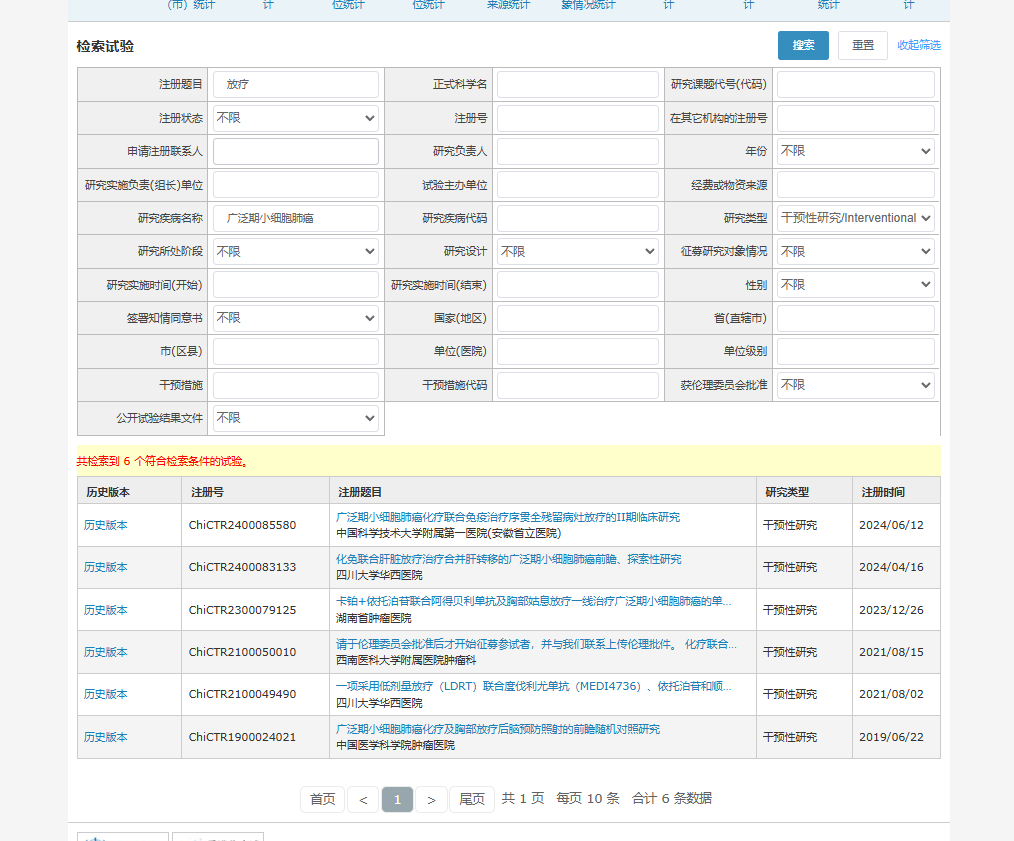 (市) 统计 计 位统计 位统计 来源统计 象情况统计 计 计 统计 计
检索试验 搜索 重置 收起筛选
注册题目 放疗 正式科学名 研究课题代号(代码)
注册状态 不限 注册号 在其它机构的注册号
申请注册联系人 研究负责人 年份 不限
研究实施负责(组长)单位 试验主办单位 经费或物资来源
研究疾病名称 广泛期小细胞肺癌 研究疾病代码 研究类型 干预性研究/Interventional
研究所处阶段 不限 研究设计 不限 征募研究对象情况 不限
研究实施时间(开始) 研究实施时间(结束) 性别 不限
签署知情同意书 不限 国家(地区) 省(直辖市)
市(区县) 单位(医院) 单位级别
干预措施 干预措施代码 获伦理委员会批准 不限
公开试验结果文件 不限
共检索到 6 个符合检索条件的试验。
历史版本 注册号 注册题目 研究类型 注册时间
广泛期小细胞肺癌化疗联合免疫治疗序贯全残留病灶放疗的II期临床研究
历史版本 ChiCTR2400085580 干预性研究 2024/06/12
中国科学技术大学附属第一医院(安徽省立医院)
化免联合肝脏放疗治疗合并肝转移的广泛期小细胞肺癌前瞻、探索性研究
历史版本 ChiCTR2400083133 干预性研究 2024/04/16
四川大学华西医院
卡铂+依托泊苷联合阿得贝利单抗及胸部姑息放疗一线治疗广泛期小细胞肺癌的单...
历史版本 ChiCTR2300079125 干预性研究 2023/12/26
湖南省肿瘤医院
请于伦理委员会批准后才开始征募参试者，并与我们联系上传伦理批件。 化疗联合...
历史版本 ChiCTR2100050010 干预性研究 2021/08/15
西南医科大学附属医院肿瘤科
一项采用低剂量放疗（LDRT）联合度伐利尤单抗（MEDI4736）、依托泊苷和顺...
历史版本 ChiCTR2100049490 干预性研究 2021/08/02
四川大学华西医院
广泛期小细胞肺癌化疗及胸部放疗后脑预防照射的前瞻随机对照研究
历史版本 ChiCTR1900024021 干预性研究 2019/06/22
中国医学科学院肿瘤医院
首页 < 1 > 尾页 共 1 页 每页 10 条 合计 6 条数据